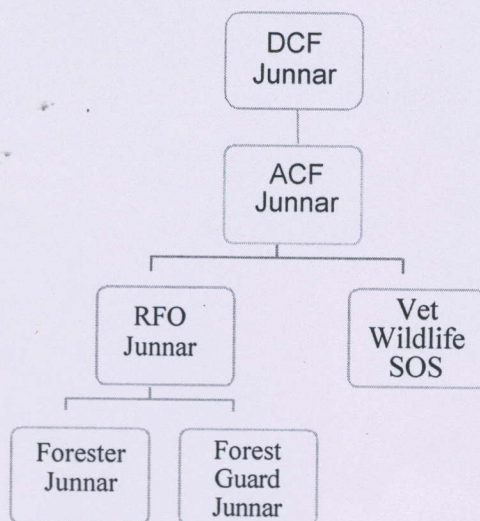 DCF
Junnar
ACF
Junnar
RFO
Junnar
Vet
Wildlife
SOS
Forester
Junnar
Forest
Guard
Junnar